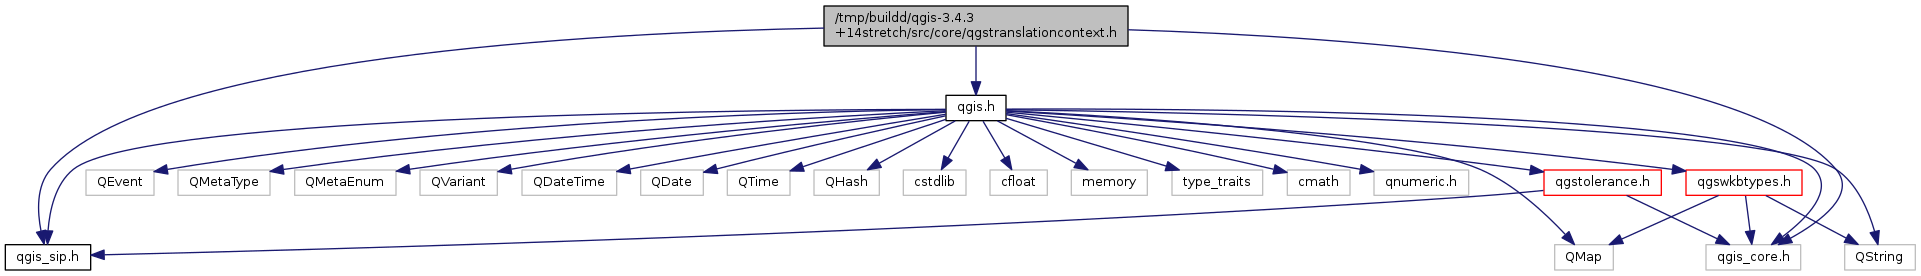 /tmp/buildd/qgis-3.4.3
+14stretch/src/core/qgstranslationcontext.h
qgis.h
QEvent
QMetaType
QMetaEnum
QVariant
QDateTime
QDate
QTime
QHash
cstdlib
cfloat
memory
type_traits
cmath
qnumeric.h
qgstolerance.h
qgswkbtypes.h
qgis_sip.h
QMap
qgis_core.h
QString